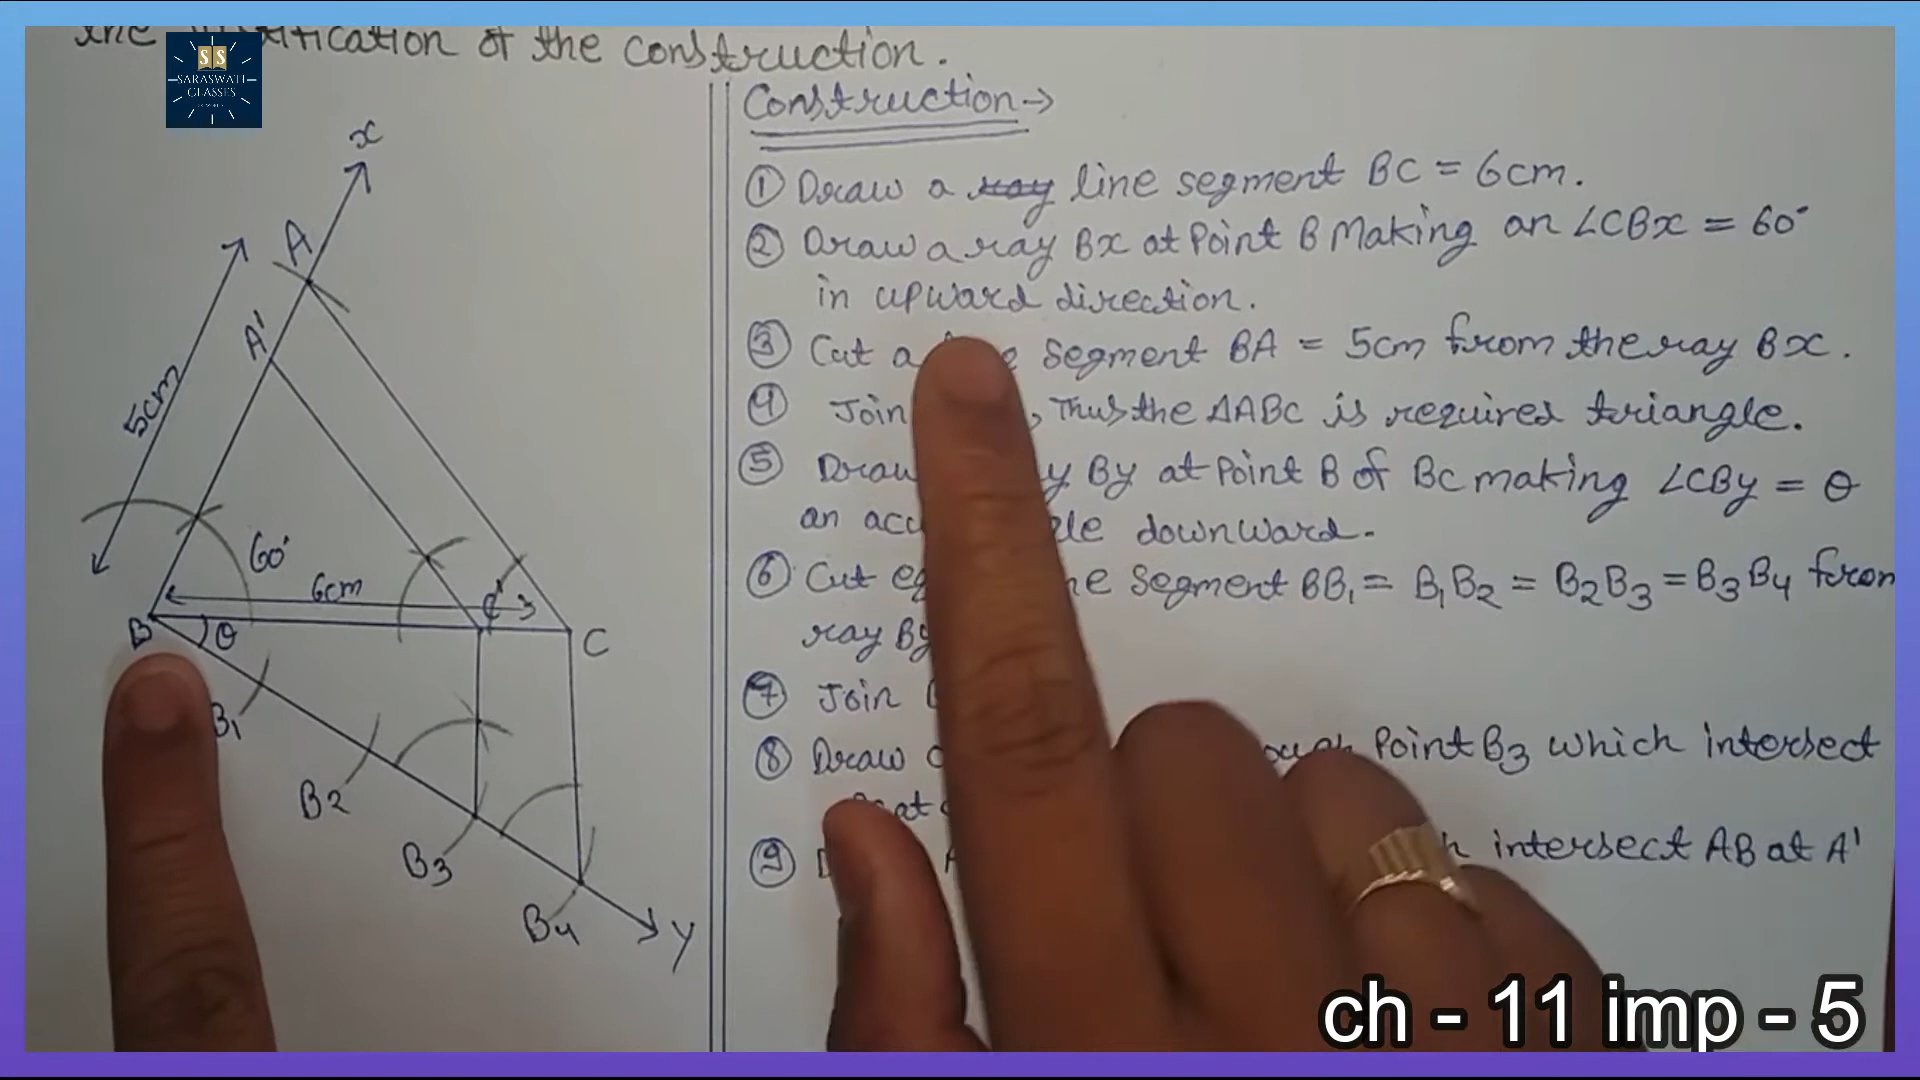 the of the construction.
S S
SARASWATI
CLASSES
Construction →
① Draw a ray line segment BC = 6cm.
② Draw a ray Bx at Point B Making an ∠CBx = 60°
in upward direction.
③ Cut a segment BA = 5cm from the ray Bx.
④ Join , Thus the △ABC is required triangle.
⑤ Draw By at Point B of BC making ∠CBy = θ
an downward.
⑥ Cut Segment BB₁ = B₁B₂ = B₂B₃ = B₃B₄ from
ray By
⑦ Join
⑧ Draw Point B₃ which intersect
at
⑨ intersect AB at A'
x
A
A'
5cm
60°
6cm
C'
B
θ
C
B₁
B₂
B₃
B₄
y
ch - 11 imp - 5